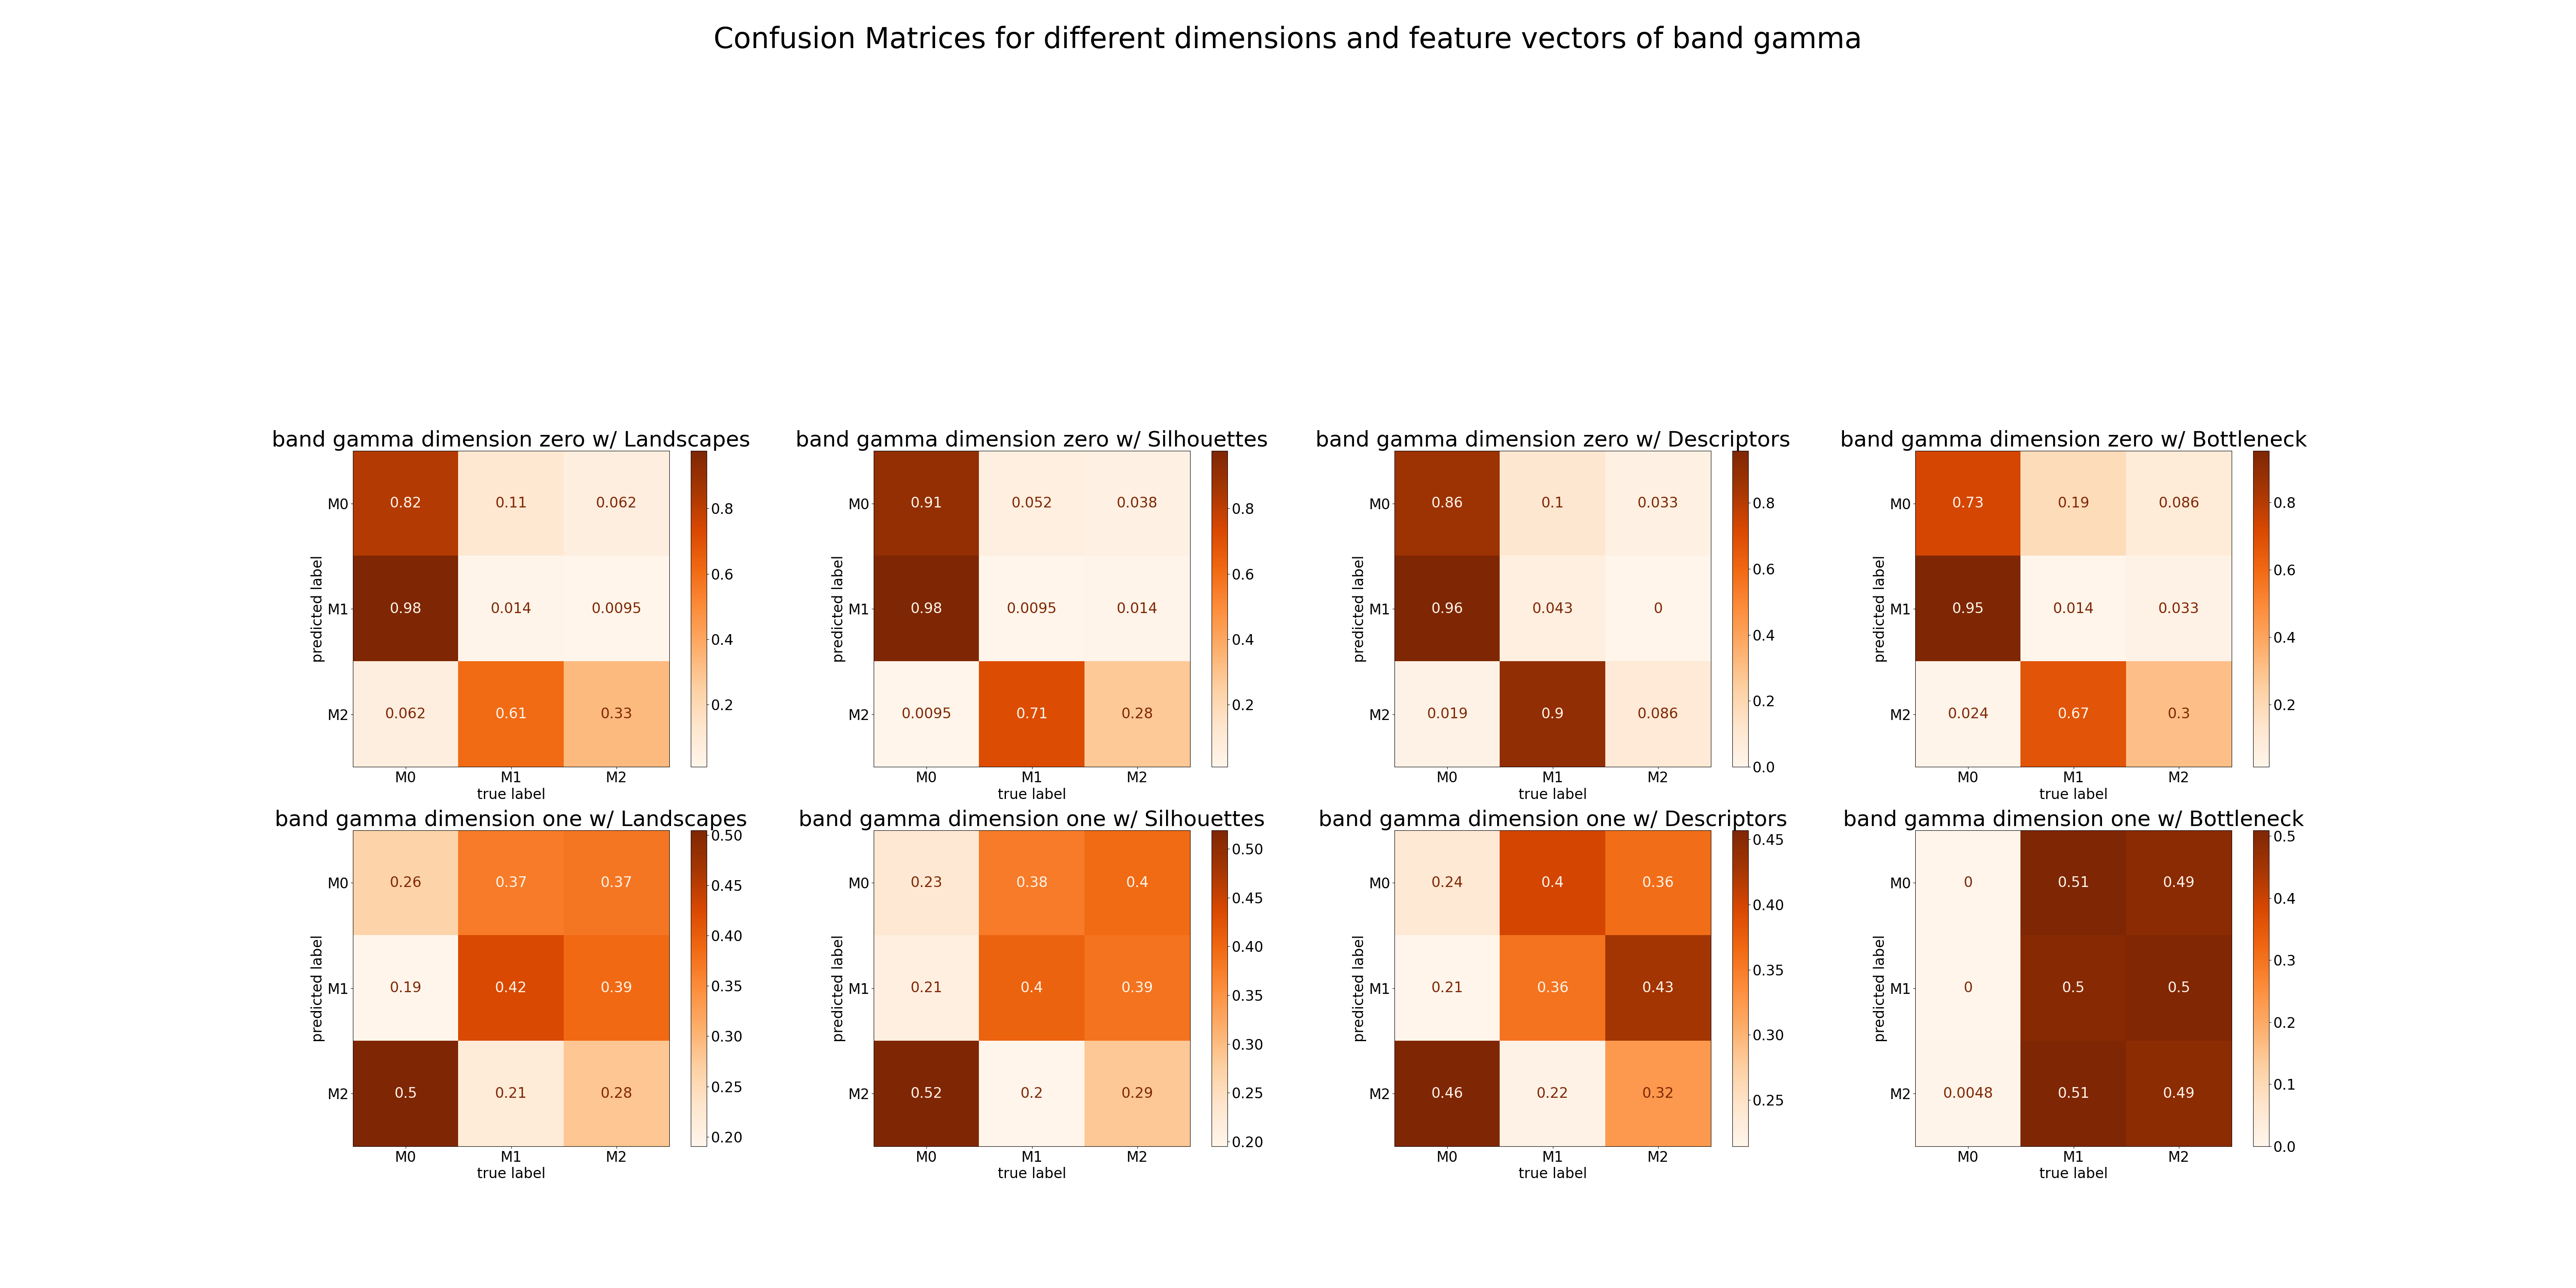 Confusion Matrices for different dimensions and feature vectors of band gamma
band gamma dimension zero w/ Landscapes
predicted label
M0 0.82 0.11 0.062
M1 0.98 0.014 0.0095
M2 0.062 0.61 0.33
M0 M1 M2
true label
0.8
0.6
0.4
0.2
band gamma dimension zero w/ Silhouettes
predicted label
M0 0.91 0.052 0.038
M1 0.98 0.0095 0.014
M2 0.0095 0.71 0.28
M0 M1 M2
true label
0.8
0.6
0.4
0.2
band gamma dimension zero w/ Descriptors
predicted label
M0 0.86 0.1 0.033
M1 0.96 0.043 0
M2 0.019 0.9 0.086
M0 M1 M2
true label
0.8
0.6
0.4
0.2
0.0
band gamma dimension zero w/ Bottleneck
predicted label
M0 0.73 0.19 0.086
M1 0.95 0.014 0.033
M2 0.024 0.67 0.3
M0 M1 M2
true label
0.8
0.6
0.4
0.2
band gamma dimension one w/ Landscapes
predicted label
M0 0.26 0.37 0.37
M1 0.19 0.42 0.39
M2 0.5 0.21 0.28
M0 M1 M2
true label
0.50
0.45
0.40
0.35
0.30
0.25
0.20
band gamma dimension one w/ Silhouettes
predicted label
M0 0.23 0.38 0.4
M1 0.21 0.4 0.39
M2 0.52 0.2 0.29
M0 M1 M2
true label
0.50
0.45
0.40
0.35
0.30
0.25
0.20
band gamma dimension one w/ Descriptors
predicted label
M0 0.24 0.4 0.36
M1 0.21 0.36 0.43
M2 0.46 0.22 0.32
M0 M1 M2
true label
0.45
0.40
0.35
0.30
0.25
band gamma dimension one w/ Bottleneck
predicted label
M0 0 0.51 0.49
M1 0 0.5 0.5
M2 0.0048 0.51 0.49
M0 M1 M2
true label
0.5
0.4
0.3
0.2
0.1
0.0